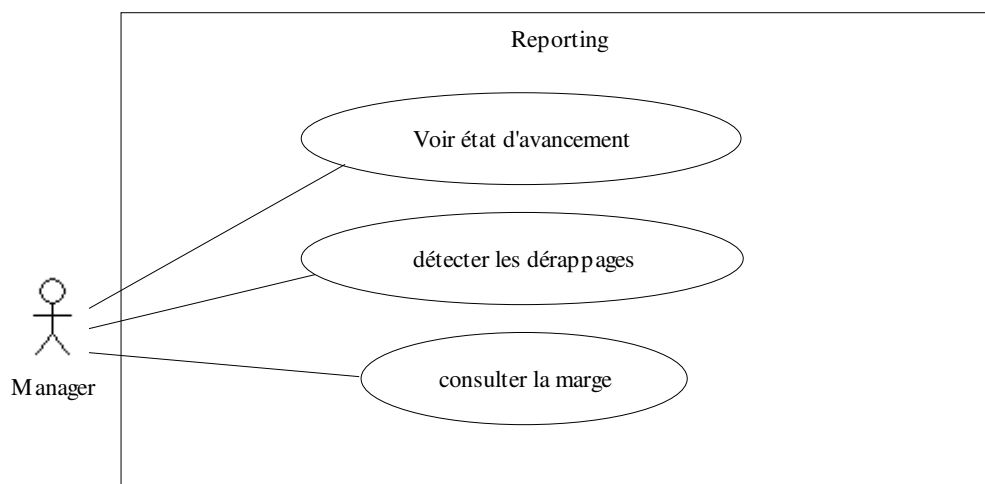 Reporting
Voir état d'avancement
détecter les dérappages
consulter la marge
Manager